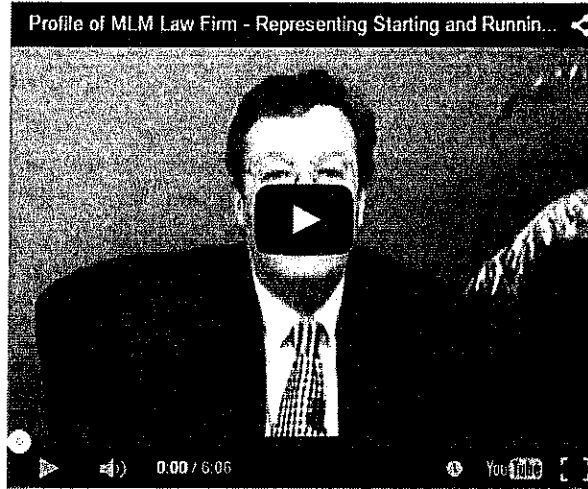 Profile of MLM Law Firm - Representing Starting and Runnin...
0:00 / 6:06
YouTube